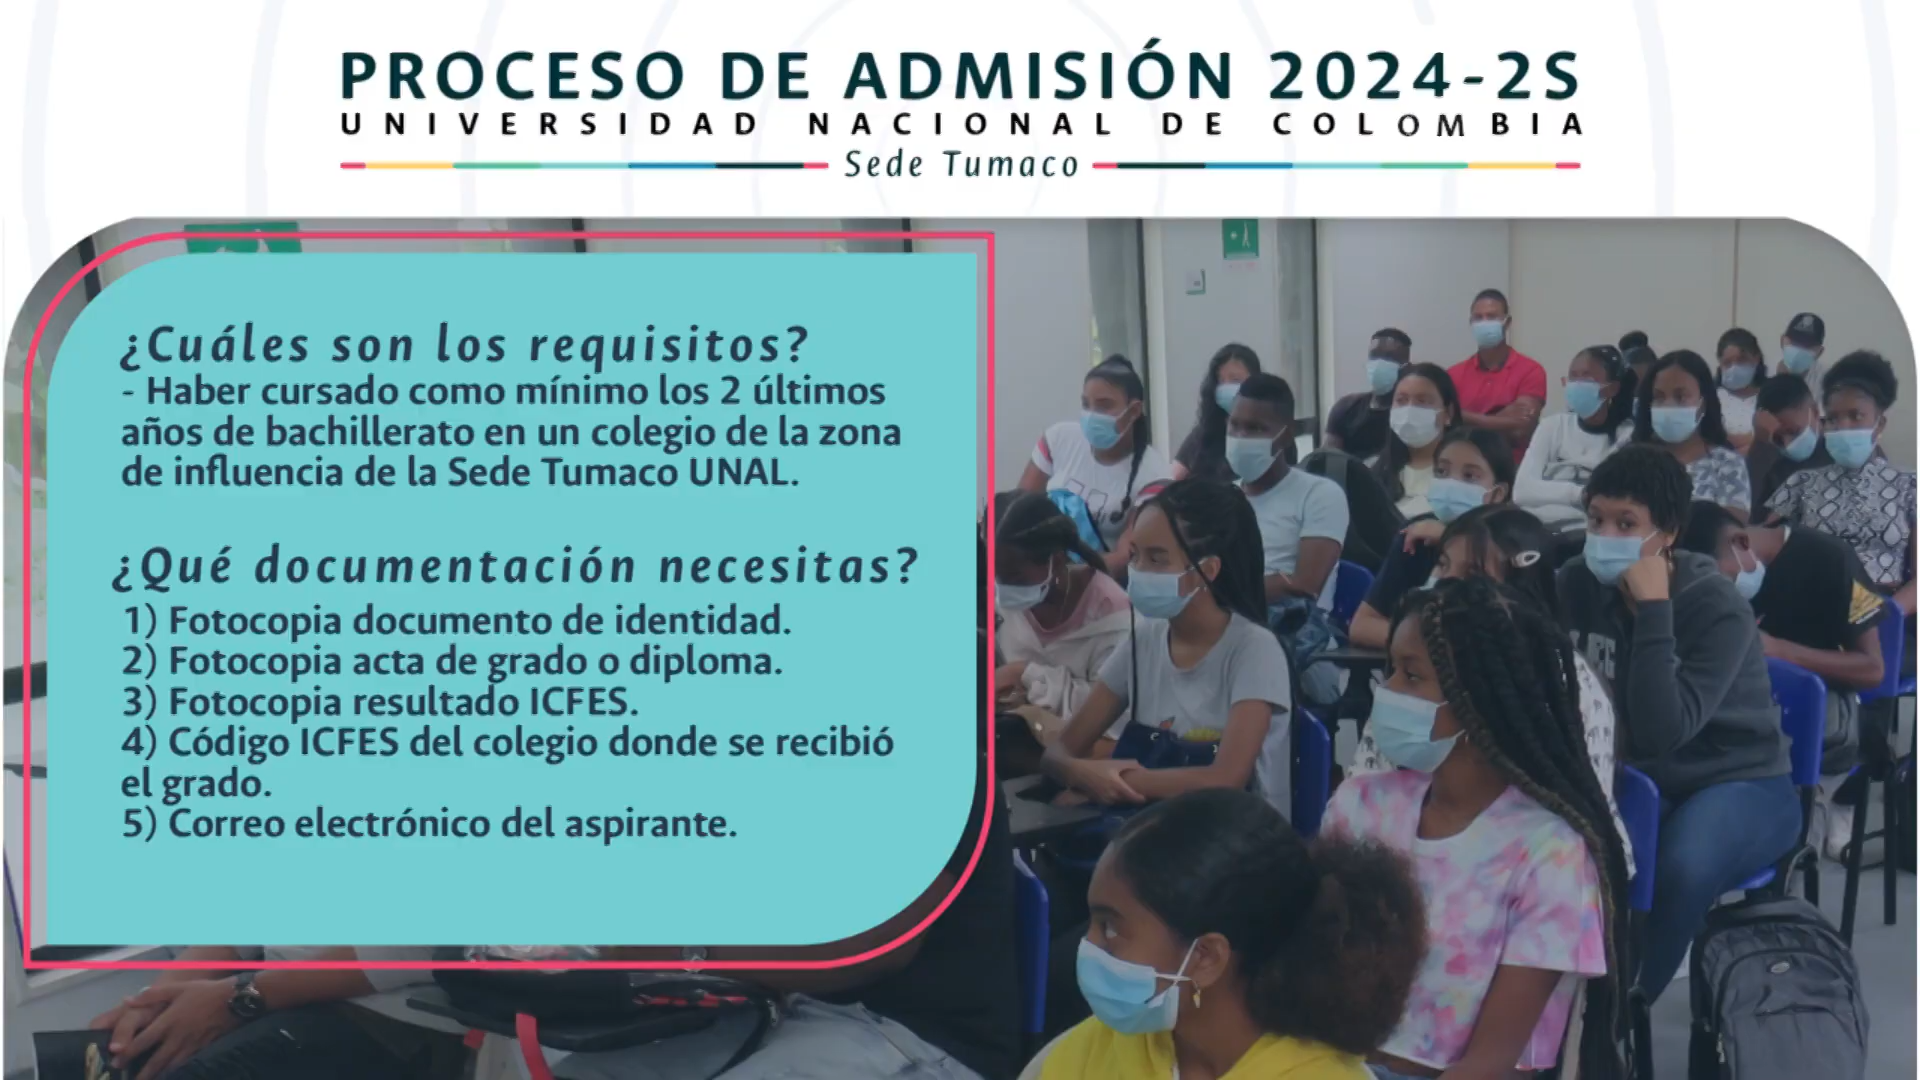 PROCESO DE ADMISIÓN 2024-2S
UNIVERSIDAD NACIONAL DE COLOMBIA
Sede Tumaco
¿Cuáles son los requisitos?
- Haber cursado como mínimo los 2 últimos
años de bachillerato en un colegio de la zona
de influencia de la Sede Tumaco UNAL.
¿Qué documentación necesitas?
1) Fotocopia documento de identidad.
2) Fotocopia acta de grado o diploma.
3) Fotocopia resultado ICFES.
4) Código ICFES del colegio donde se recibió
el grado.
5) Correo electrónico del aspirante.